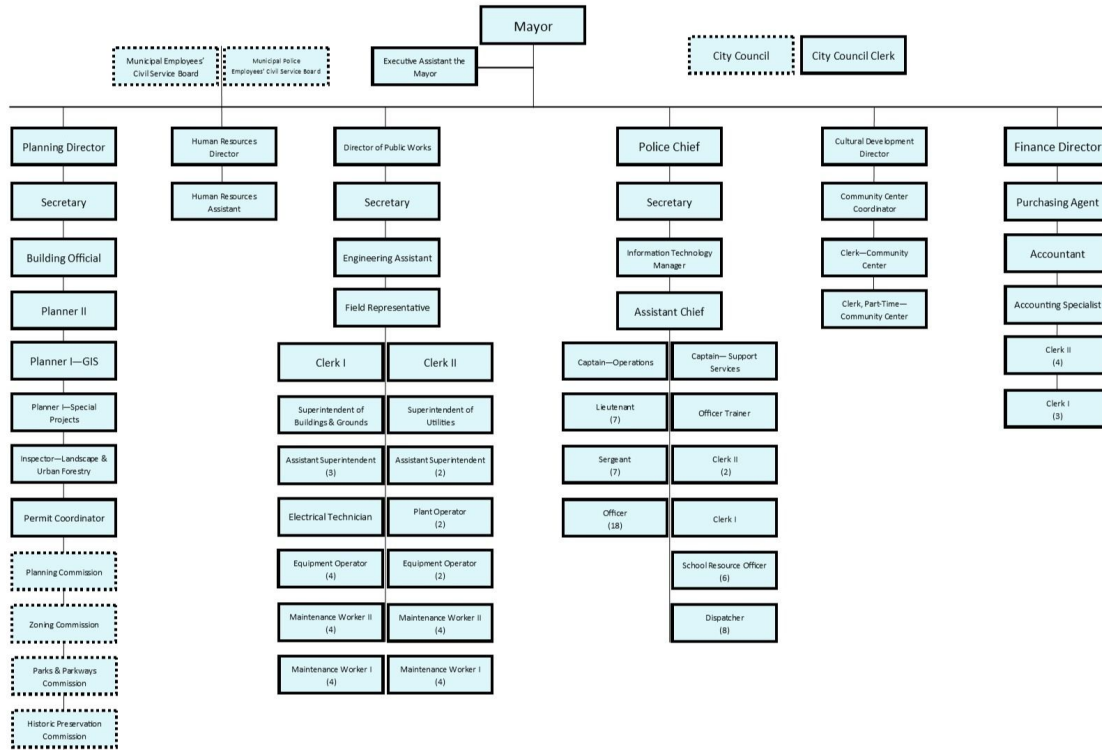 Mayor
Municipal Employees'
Civil Service Board
Municipal Police
Employees' Civil Service Board
Executive Assistant the
Mayor
City Council
City Council Clerk
Planning Director
Secretary
Building Official
Planner II
Planner I—GIS
Planner I—Special
Projects
Inspector—Landscape &
Urban Forestry
Permit Coordinator
Planning Commission
Zoning Commission
Parks & Parkways
Commission
Historic Preservation
Commission
Human Resources
Director
Human Resources
Assistant
Director of Public Works
Secretary
Engineering Assistant
Field Representative
Clerk I
Superintendent of
Buildings & Grounds
Assistant Superintendent
(3)
Electrical Technician
Equipment Operator
(4)
Maintenance Worker II
(4)
Maintenance Worker I
(4)
Clerk II
Superintendent of
Utilities
Assistant Superintendent
(2)
Plant Operator
(2)
Equipment Operator
(2)
Maintenance Worker II
(4)
Maintenance Worker I
(4)
Police Chief
Secretary
Information Technology
Manager
Assistant Chief
Captain—Operations
Lieutenant
(7)
Sergeant
(7)
Officer
(18)
Captain— Support
Services
Officer Trainer
Clerk II
(2)
Clerk I
School Resource Officer
(6)
Dispatcher
(8)
Cultural Development
Director
Community Center
Coordinator
Clerk—Community
Center
Clerk, Part-Time—
Community Center
Finance Director
Purchasing Agent
Accountant
Accounting Specialist
Clerk II
(4)
Clerk I
(3)